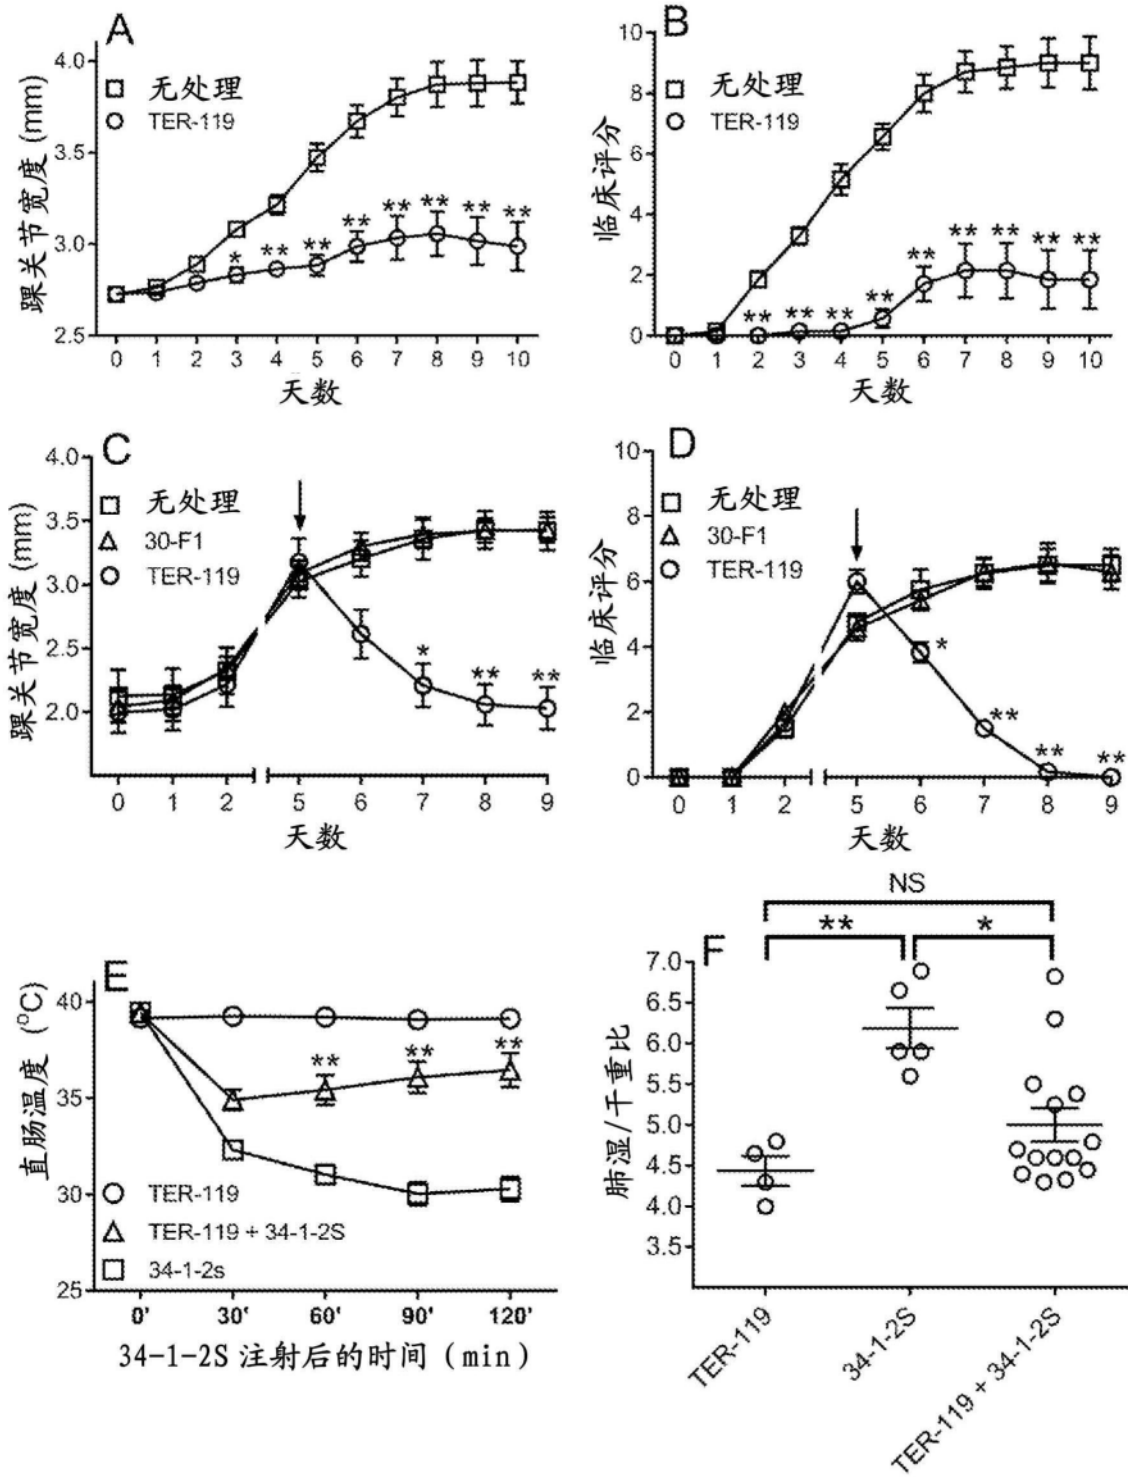 A
踝关节宽度 (mm)
4.0
3.5
3.0
2.5
无处理
TER-119
*
**
**
**
**
**
**
**
0 1 2 3 4 5 6 7 8 9 10
天数
B
临床评分
10
8
6
4
2
0
无处理
TER-119
**
**
**
**
**
**
**
**
**
0 1 2 3 4 5 6 7 8 9 10
天数
C
踝关节宽度 (mm)
4.0
3.5
3.0
2.5
2.0
无处理
30-F1
TER-119
*
**
**
0 1 2 5 6 7 8 9
天数
D
临床评分
10
8
6
4
2
0
无处理
30-F1
TER-119
*
**
**
**
0 1 2 5 6 7 8 9
天数
E
直肠温度 (⁰C)
40
35
30
25
**
**
**
TER-119
TER-119 + 34-1-2S
34-1-2s
0' 30' 60' 90' 120'
34-1-2S 注射后的时间 (min)
F
NS
**
*
肺湿/干重比
7.0
6.5
6.0
5.5
5.0
4.5
4.0
3.5
TER-119
34-1-2S
TER-119 + 34-1-2S